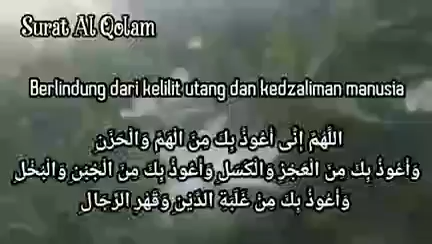 Surat Al Qolam
Berlindung dari kelilit utang dan kedzaliman manusia
اللَّهُمَّ إِنِّى أَعُوذُ بِكَ مِنَ الْهَمِّ وَالْحَزَنِ
وَأَعُوذُ بِكَ مِنَ الْعَجْزِ وَالْكَسَلِ وَأَعُوذُ بِكَ مِنَ الْجُبْنِ وَالْبُخْلِ
وَأَعُوذُ بِكَ مِنْ غَلَبَةِ الدَّيْنِ وَقَهْرِ الرِّجَالِ